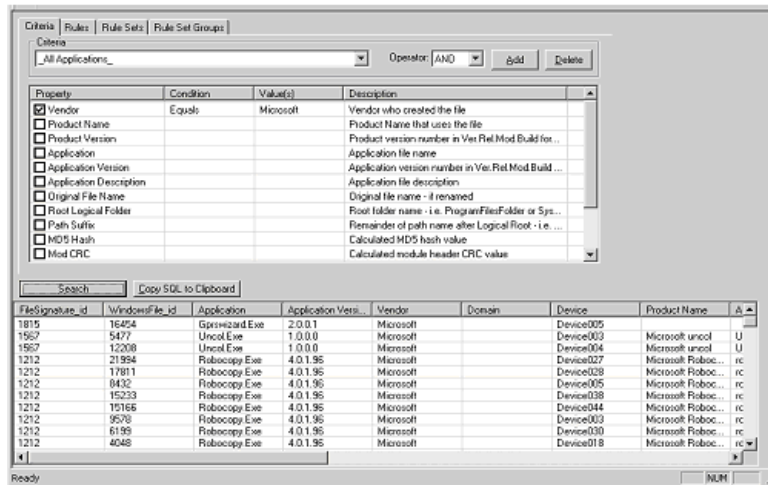 Criteria Rules Rule Sets Rule Set Groups
Criteria
_All Applications_ Operator: AND Add Delete
Property Condition Value(s) Description
Vendor Equals Microsoft Vendor who created the file
Product Name Product Name that uses the file
Product Version Product version number in Ver.Rel.Mod.Build for...
Application Application file name
Application Version Application version number in Ver.Rel.Mod.Build ...
Application Description Application file description
Original File Name Original file name - if renamed
Root Logical Folder Root folder name - i.e. ProgramFilesFolder or Sys...
Path Suffix Remainder of path name after Logical Root - i.e. ...
MD5 Hash Calculated MD5 hash value
Mod CRC Calculated module header CRC value
Search Copy SQL to Clipboard
FileSignature_id WindowsFile_id Application Application Versi... Vendor Domain Device Product Name A
1815 16454 Gprswizard.Exe 2.0.0.1 Microsoft Device005
1567 5477 Uncol.Exe 1.0.0.0 Microsoft Device003 Microsoft uncol U
1567 12208 Uncol.Exe 1.0.0.0 Microsoft Device004 Microsoft uncol U
1212 21994 Robocopy.Exe 4.0.1.96 Microsoft Device027 Microsoft Roboc... rc
1212 17811 Robocopy.Exe 4.0.1.96 Microsoft Device028 Microsoft Roboc... rc
1212 8432 Robocopy.Exe 4.0.1.96 Microsoft Device005 Microsoft Roboc... rc
1212 15233 Robocopy.Exe 4.0.1.96 Microsoft Device038 Microsoft Roboc... rc
1212 15166 Robocopy.Exe 4.0.1.96 Microsoft Device044 Microsoft Roboc... rc
1212 9578 Robocopy.Exe 4.0.1.96 Microsoft Device003 Microsoft Roboc... rc
1212 6199 Robocopy.Exe 4.0.1.96 Microsoft Device030 Microsoft Roboc... rc
1212 4048 Robocopy.Exe 4.0.1.96 Microsoft Device018 Microsoft Roboc... rc
Ready NUM